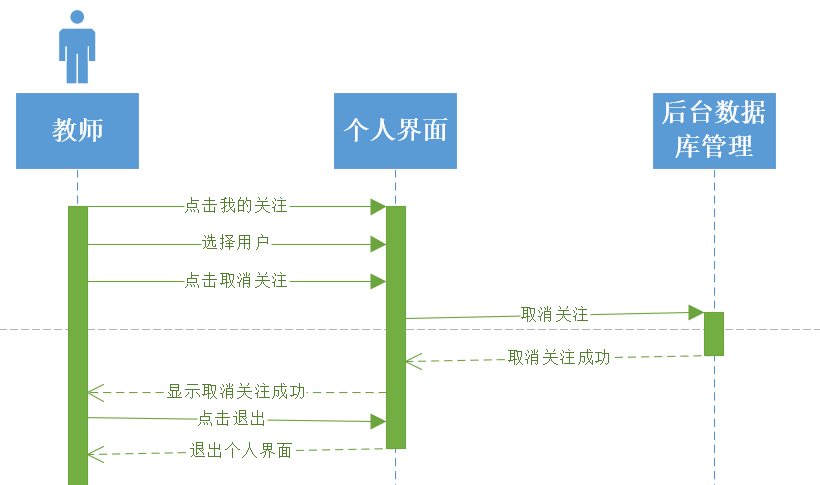 教师
个人界面
后台数据
库管理
点击我的关注
选择用户
点击取消关注
取消关注
取消关注成功
显示取消关注成功
点击退出
退出个人界面